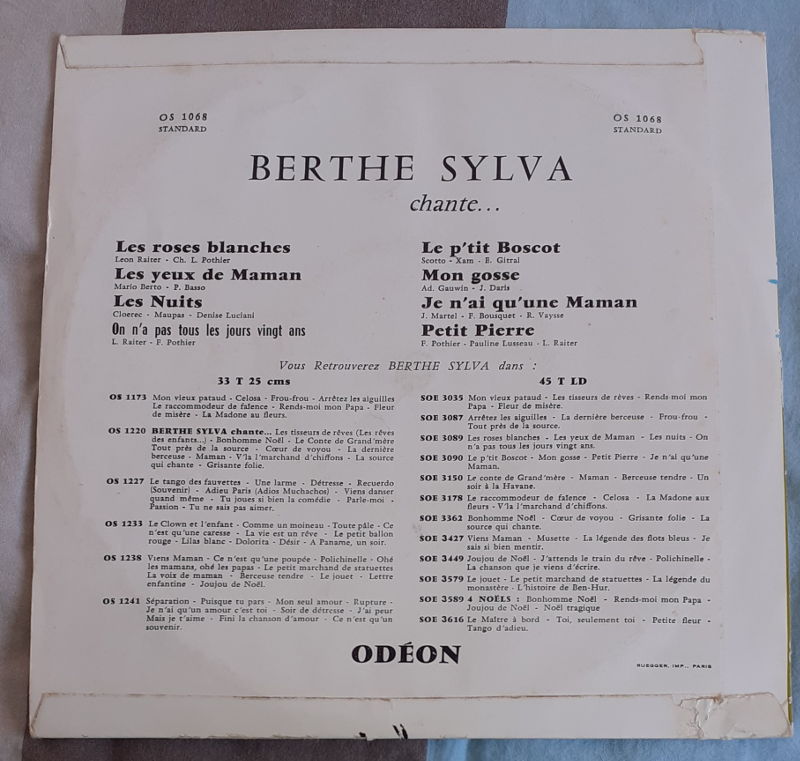 OS 1068
STANDARD
OS 1068
STANDARD
BERTHE SYLVA
chante...
Les roses blanches
Leon Raiter - Ch. L. Pothier
Les yeux de Maman
Mario Berto - P. Basso
Les Nuits
Cloerec - Maupas - Denise Luciani
On n'a pas tous les jours vingt ans
L. Raiter - F. Pothier
Le p'tit Boscot
Scotto - Xam - E. Gitral
Mon gosse
Ad. Gauwin - J. Daris
Je n'ai qu'une Maman
J. Martel - F. Bousquet - R. Vaysse
Petit Pierre
F. Pothier - Pauline Lusseau - L. Raiter
Vous Retrouverez BERTHE SYLVA dans :
33 T 25 cms
OS 1173 Mon vieux pataud - Celosa - Frou-frou - Arrêtez les aiguilles
Le raccommodeur de faïence - Rends-moi mon Papa - Fleur
de misère - La Madone au fleurs.
OS 1220 BERTHE SYLVA chante... Les tisseurs de rêves (Les rêves
des enfants...) - Bonhomme Noël - Le Conte de Grand'mère
Tout près de la source - Cœur de voyou - La dernière
berceuse - Maman - V'la l'marchand d'chiffons - La source
qui chante - Grisante folie.
OS 1227 Le tango des fauvettes - Une larme - Détresse - Recuerdo
(Souvenir) - Adieu Paris (Adios Muchachos) - Viens danser
quand même - Tu joues si bien la comédie - Parle-moi -
Passion - Tu ne sais pas aimer.
OS 1233 Le Clown et l'enfant - Comme un moineau - Toute pâle - Ce
n'est qu'une caresse - La vie est un rêve - Le petit ballon
rouge - Lilas blanc - Dolorita - Désir - A Paname, un soir.
OS 1238 Viens Maman - Ce n'est qu'une poupée - Polichinelle - Ohé
les mamans, ohé les papas - Le petit marchand de statuettes
La voix de maman - Berceuse tendre - Le jouet - Lettre
enfantine - Joujou de Noël.
OS 1241 Séparation - Puisque tu pars - Mon seul amour - Rupture -
Je n'ai qu'un amour c'est toi - Soir de détresse - J'ai peur
Mais je t'aime - Fini la chanson d'amour - Ce n'est qu'un
souvenir.
45 T LD
SOE 3035 Mon vieux pataud - Les tisseurs de rêves - Rends-moi mon
Papa - Fleur de misère.
SOE 3087 Arrêtez les aiguilles - La dernière berceuse - Frou-frou -
Tout près de la source.
SOE 3089 Les roses blanches - Les yeux de Maman - Les nuits - On
n'a pas tous les jours vingt ans.
SOE 3090 Le p'tit Boscot - Mon gosse - Petit Pierre - Je n'ai qu'une
Maman.
SOE 3150 Le conte de Grand'mère - Maman - Berceuse tendre - Un
soir à la Havane.
SOE 3178 Le raccommodeur de faïence - Celosa - La Madone aux
fleurs - V'la l'marchand d'chiffons.
SOE 3362 Bonhomme Noël - Cœur de voyou - Grisante folie - La
source qui chante.
SOE 3427 Viens Maman - Musette - La légende des flots bleus - Je
sais si bien mentir.
SOE 3449 Joujou de Noël - J'attends le train du rêve - Polichinelle -
La chanson que je viens d'écrire.
SOE 3579 Le jouet - Le petit marchand de statuettes - La légende du
monastère - L'histoire de Ben-Hur.
SOE 3589 4 NOËLS : Bonhomme Noël - Rends-moi mon Papa -
Joujou de Noël - Noël tragique
SOE 3616 Le Maître à bord - Toi, seulement toi - Petite fleur -
Tango d'adieu.
ODÉON
RUEGGER, IMP., PARIS